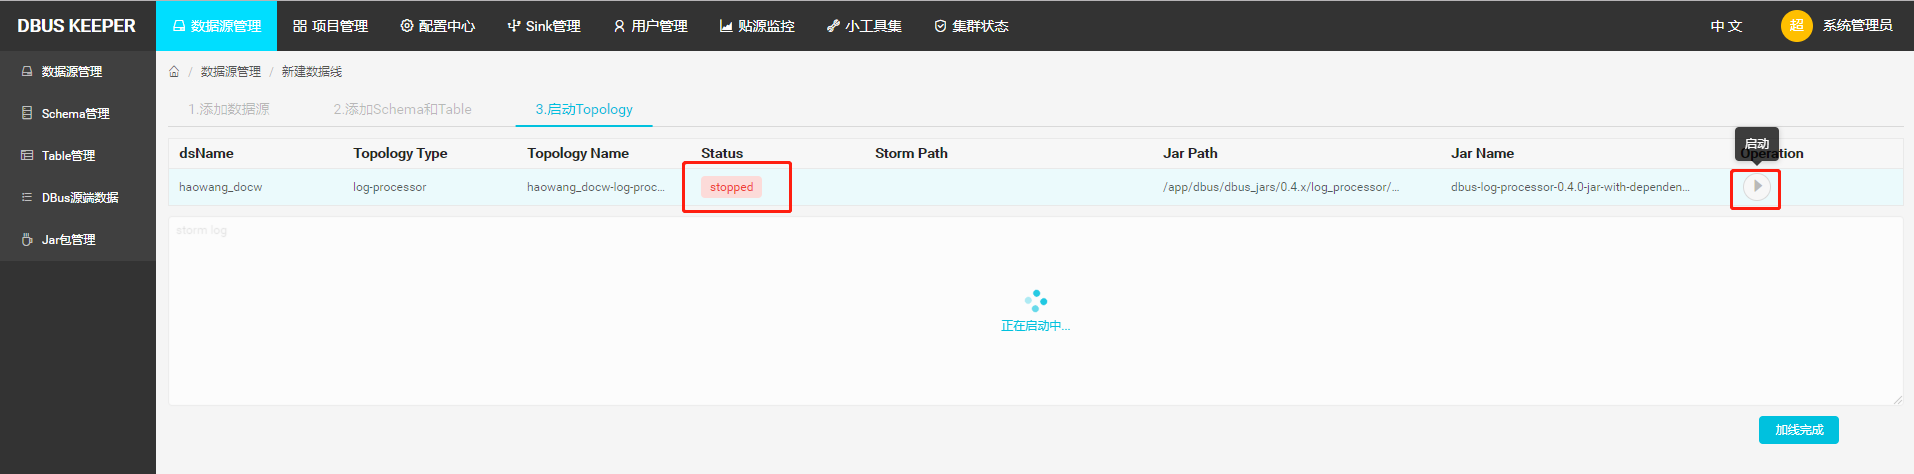 DBUS KEEPER 数据源管理 项目管理 配置中心 Sink管理 用户管理 贴源监控 小工具集 集群状态 中 文 超 系统管理员
数据源管理
Schema管理
Table管理
DBus源端数据
Jar包管理
/ 数据源管理 / 新建数据线
1.添加数据源 2.添加Schema和Table 3.启动Topology
启动
dsName Topology Type Topology Name Status Storm Path Jar Path Jar Name Operation
haowang_docw log-processor haowang_docw-log-proc... stopped /app/dbus/dbus_jars/0.4.x/log_processor/... dbus-log-processor-0.4.0-jar-with-dependen...
storm log
正在启动中...
加线完成